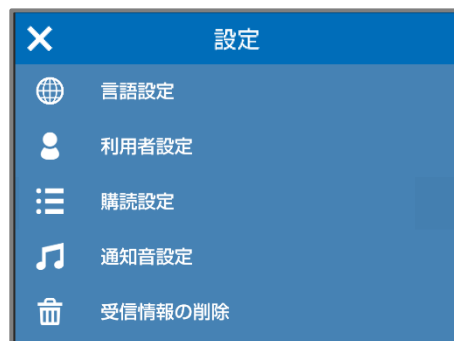 設定
言語設定
利用者設定
購読設定
通知音設定
受信情報の削除